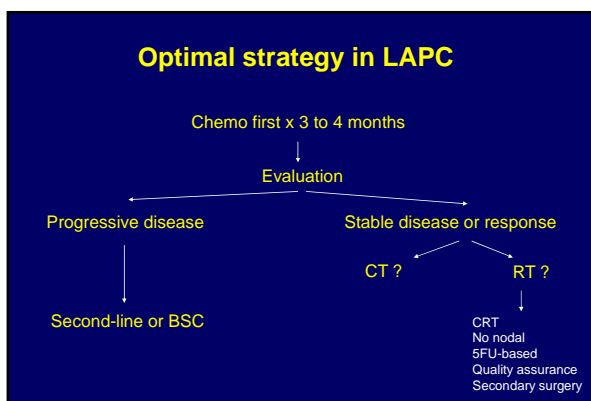 Optimal strategy in LAPC
Chemo first x 3 to 4 months
Evaluation
Progressive disease
Stable disease or response
CT ?
RT ?
Second-line or BSC
CRT
No nodal
5FU-based
Quality assurance
Secondary surgery